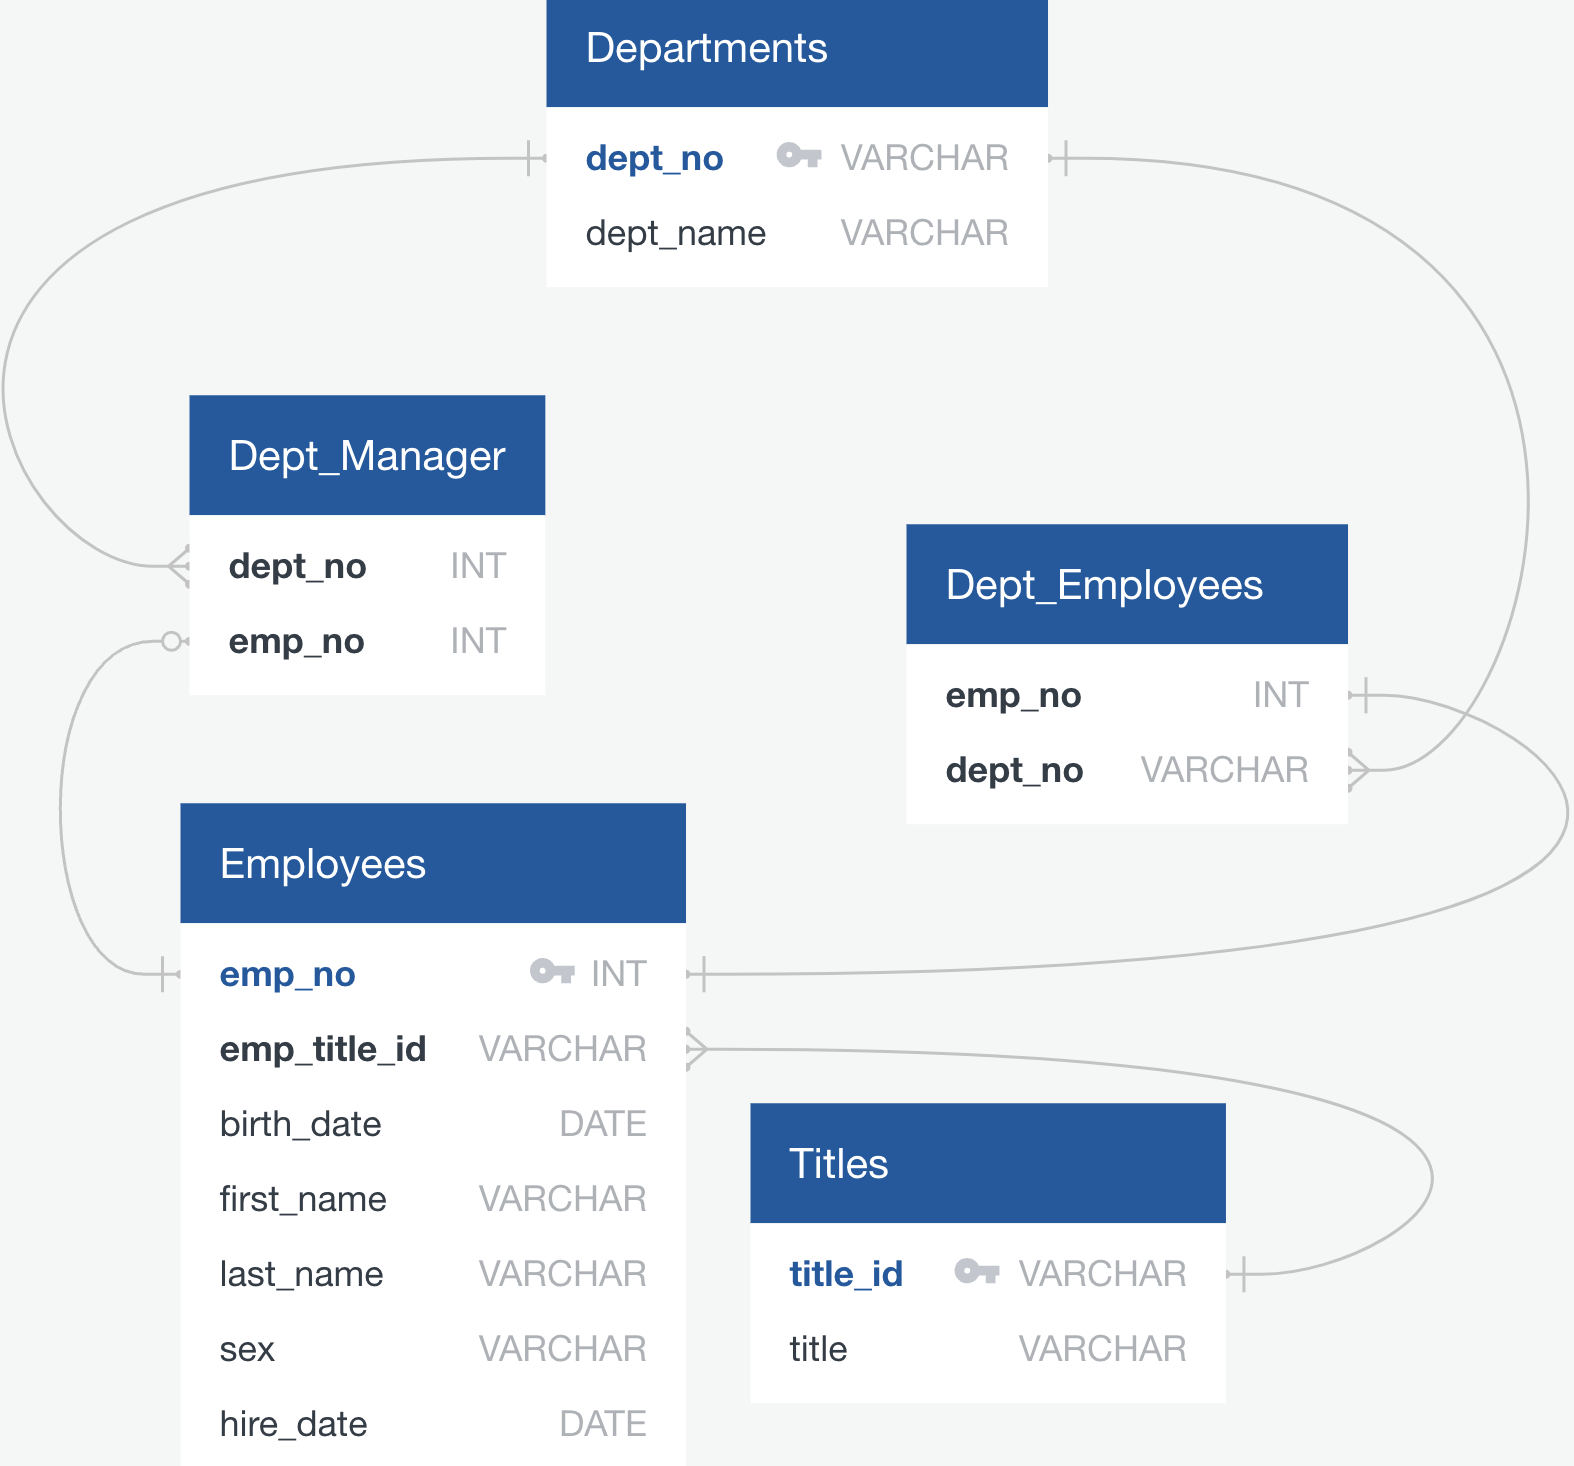 Departments
dept_no VARCHAR
dept_name VARCHAR
Dept_Manager
dept_no INT
emp_no INT
Dept_Employees
emp_no INT
dept_no VARCHAR
Employees
emp_no INT
emp_title_id VARCHAR
birth_date DATE
first_name VARCHAR
last_name VARCHAR
sex VARCHAR
hire_date DATE
Titles
title_id VARCHAR
title VARCHAR